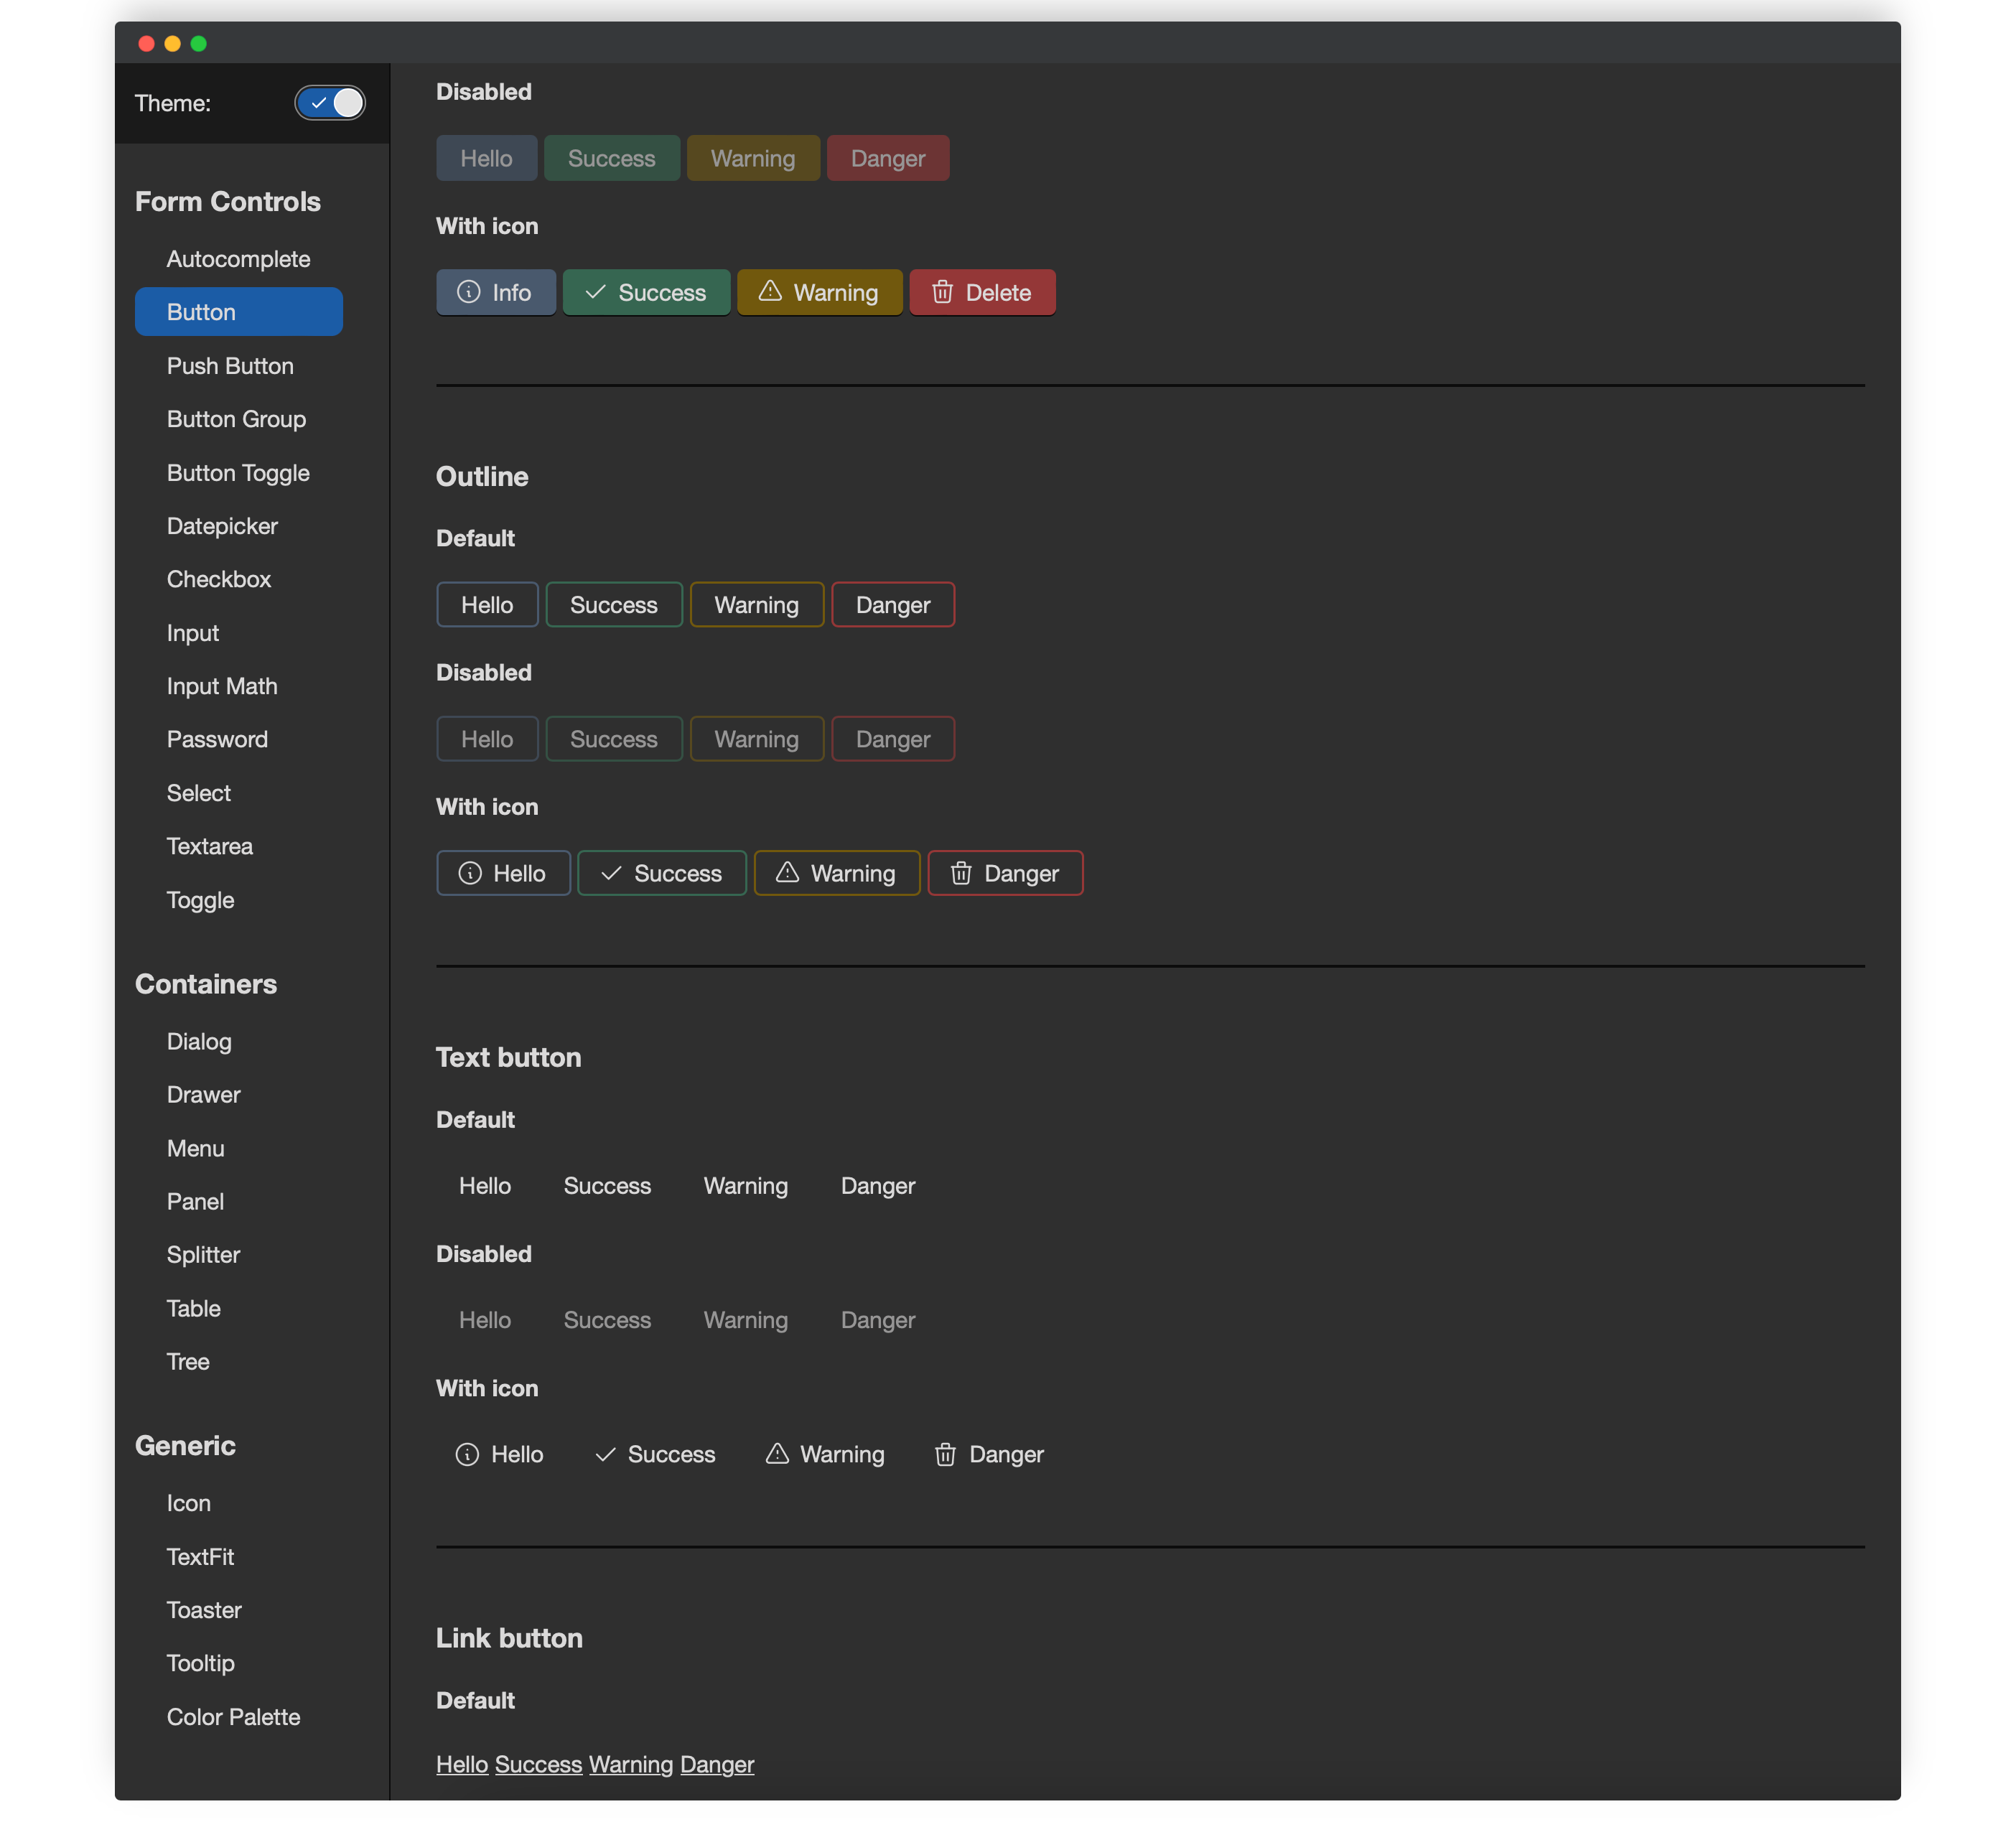 Theme:
Form Controls
Autocomplete
Button
Push Button
Button Group
Button Toggle
Datepicker
Checkbox
Input
Input Math
Password
Select
Textarea
Toggle
Containers
Dialog
Drawer
Menu
Panel
Splitter
Table
Tree
Generic
Icon
TextFit
Toaster
Tooltip
Color Palette
Disabled
Hello Success Warning Danger
With icon
Info Success Warning Delete
Outline
Default
Hello Success Warning Danger
Disabled
Hello Success Warning Danger
With icon
Hello Success Warning Danger
Text button
Default
Hello Success Warning Danger
Disabled
Hello Success Warning Danger
With icon
Hello Success Warning Danger
Link button
Default
Hello Success Warning Danger